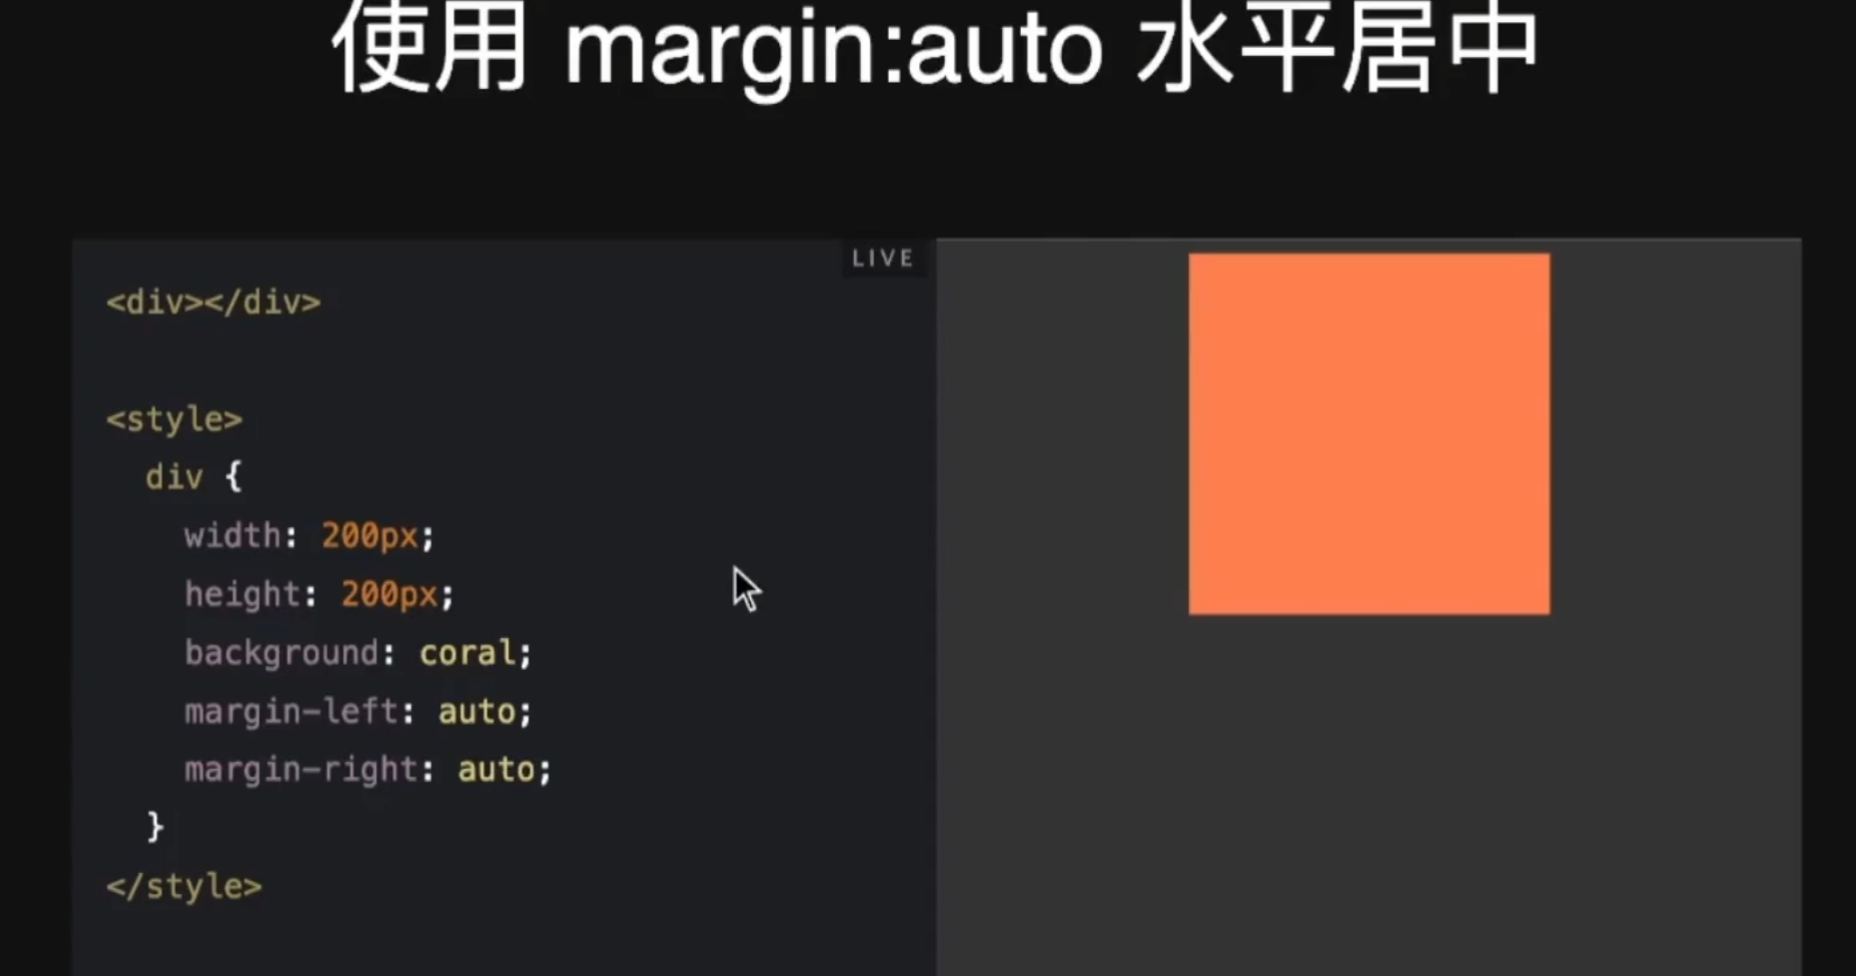 使用 margin:auto 水平居中
LIVE
<div></div>
<style>
div {
width: 200px;
height: 200px;
background: coral;
margin-left: auto;
margin-right: auto;
}
</style>